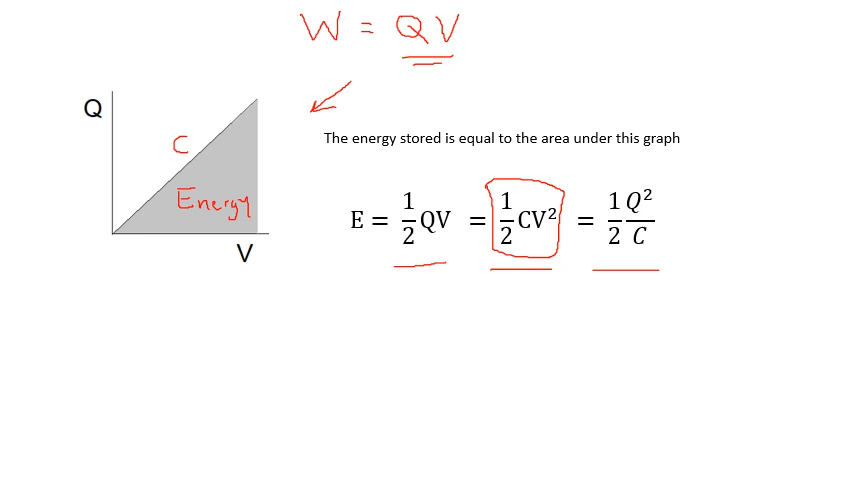 W = QV
Q
C
The energy stored is equal to the area under this graph
Energy
E = 1/2 QV = 1/2 CV² = 1/2 Q²/C
V